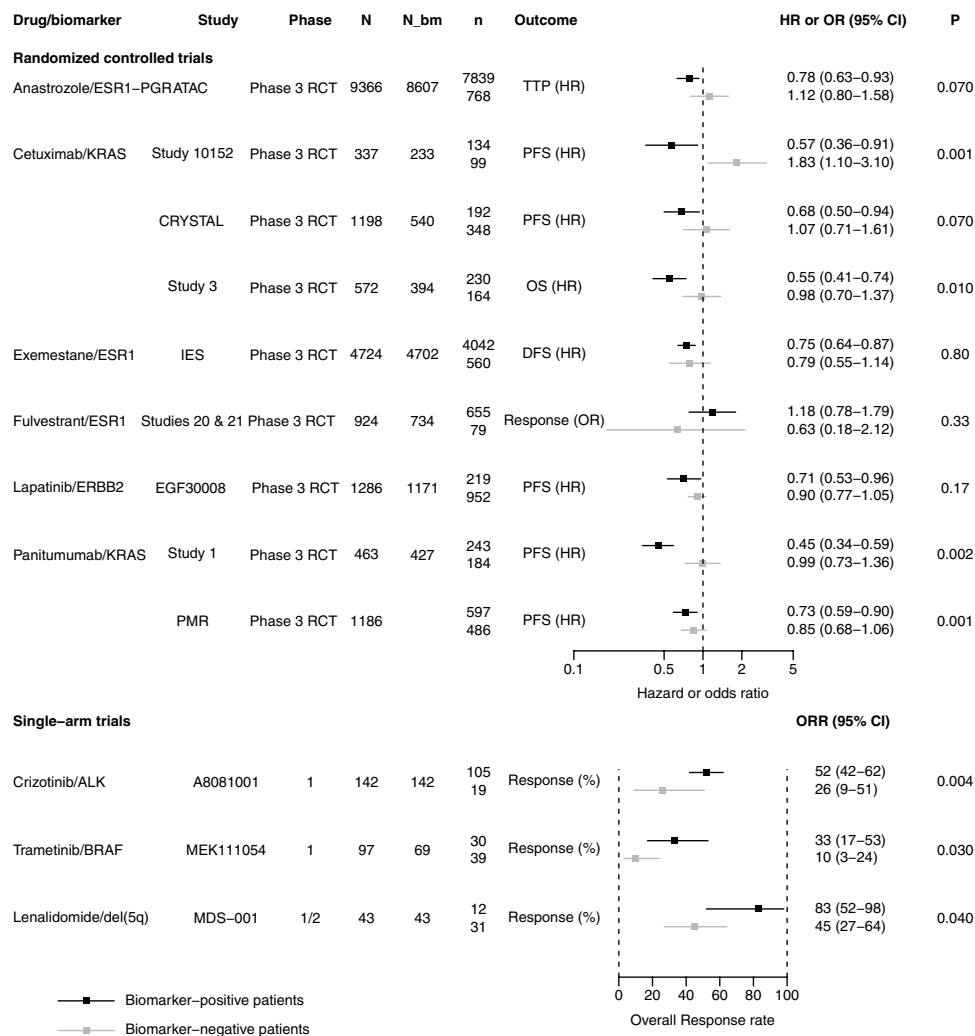 Drug/biomarker Study Phase N N_bm n Outcome HR or OR (95% CI) P
Randomized controlled trials
Anastrozole/ESR1−PGRATAC Phase 3 RCT 9366 8607 7839 768 TTP (HR) 0.78 (0.63−0.93) 1.12 (0.80−1.58) 0.070
Cetuximab/KRAS Study 10152 Phase 3 RCT 337 233 134 99 PFS (HR) 0.57 (0.36−0.91) 1.83 (1.10−3.10) 0.001
CRYSTAL Phase 3 RCT 1198 540 192 348 PFS (HR) 0.68 (0.50−0.94) 1.07 (0.71−1.61) 0.070
Study 3 Phase 3 RCT 572 394 230 164 OS (HR) 0.55 (0.41−0.74) 0.98 (0.70−1.37) 0.010
Exemestane/ESR1 IES Phase 3 RCT 4724 4702 4042 560 DFS (HR) 0.75 (0.64−0.87) 0.79 (0.55−1.14) 0.80
Fulvestrant/ESR1 Studies 20 & 21 Phase 3 RCT 924 734 655 79 Response (OR) 1.18 (0.78−1.79) 0.63 (0.18−2.12) 0.33
Lapatinib/ERBB2 EGF30008 Phase 3 RCT 1286 1171 219 952 PFS (HR) 0.71 (0.53−0.96) 0.90 (0.77−1.05) 0.17
Panitumumab/KRAS Study 1 Phase 3 RCT 463 427 243 184 PFS (HR) 0.45 (0.34−0.59) 0.99 (0.73−1.36) 0.002
PMR Phase 3 RCT 1186 597 486 PFS (HR) 0.73 (0.59−0.90) 0.85 (0.68−1.06) 0.001
0.1 0.5 1 2 5
Hazard or odds ratio
Single−arm trials ORR (95% CI)
Crizotinib/ALK A8081001 1 142 142 105 19 Response (%) 52 (42−62) 26 (9−51) 0.004
Trametinib/BRAF MEK111054 1 97 69 30 39 Response (%) 33 (17−53) 10 (3−24) 0.030
Lenalidomide/del(5q) MDS−001 1/2 43 43 12 31 Response (%) 83 (52−98) 45 (27−64) 0.040
0 20 40 60 80 100
Overall Response rate
Biomarker−positive patients
Biomarker−negative patients